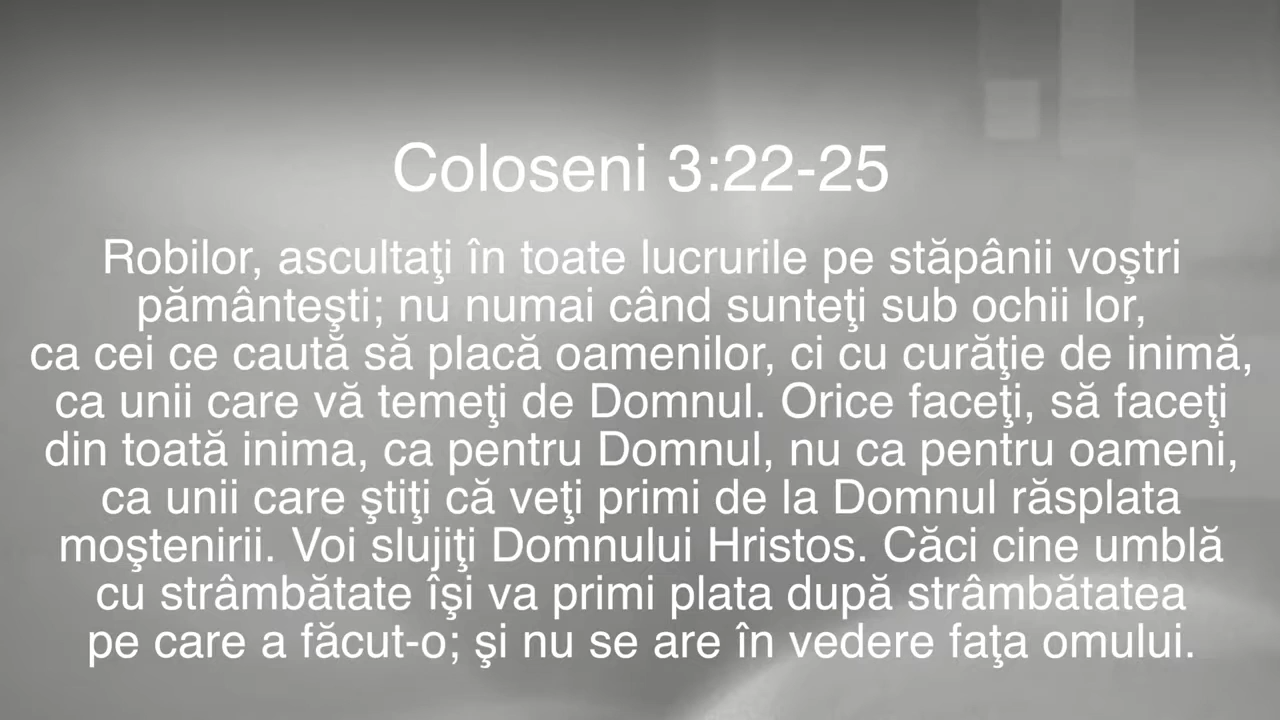 Coloseni 3:22-25
Robilor, ascultaţi în toate lucrurile pe stăpânii voştri
pământeşti; nu numai când sunteţi sub ochii lor,
ca cei ce caută să placă oamenilor, ci cu curăţie de inimă,
ca unii care vă temeţi de Domnul. Orice faceţi, să faceţi
din toată inima, ca pentru Domnul, nu ca pentru oameni,
ca unii care ştiţi că veţi primi de la Domnul răsplata
moştenirii. Voi slujiţi Domnului Hristos. Căci cine umblă
cu strâmbătate îşi va primi plata după strâmbătatea
pe care a făcut-o; şi nu se are în vedere faţa omului.